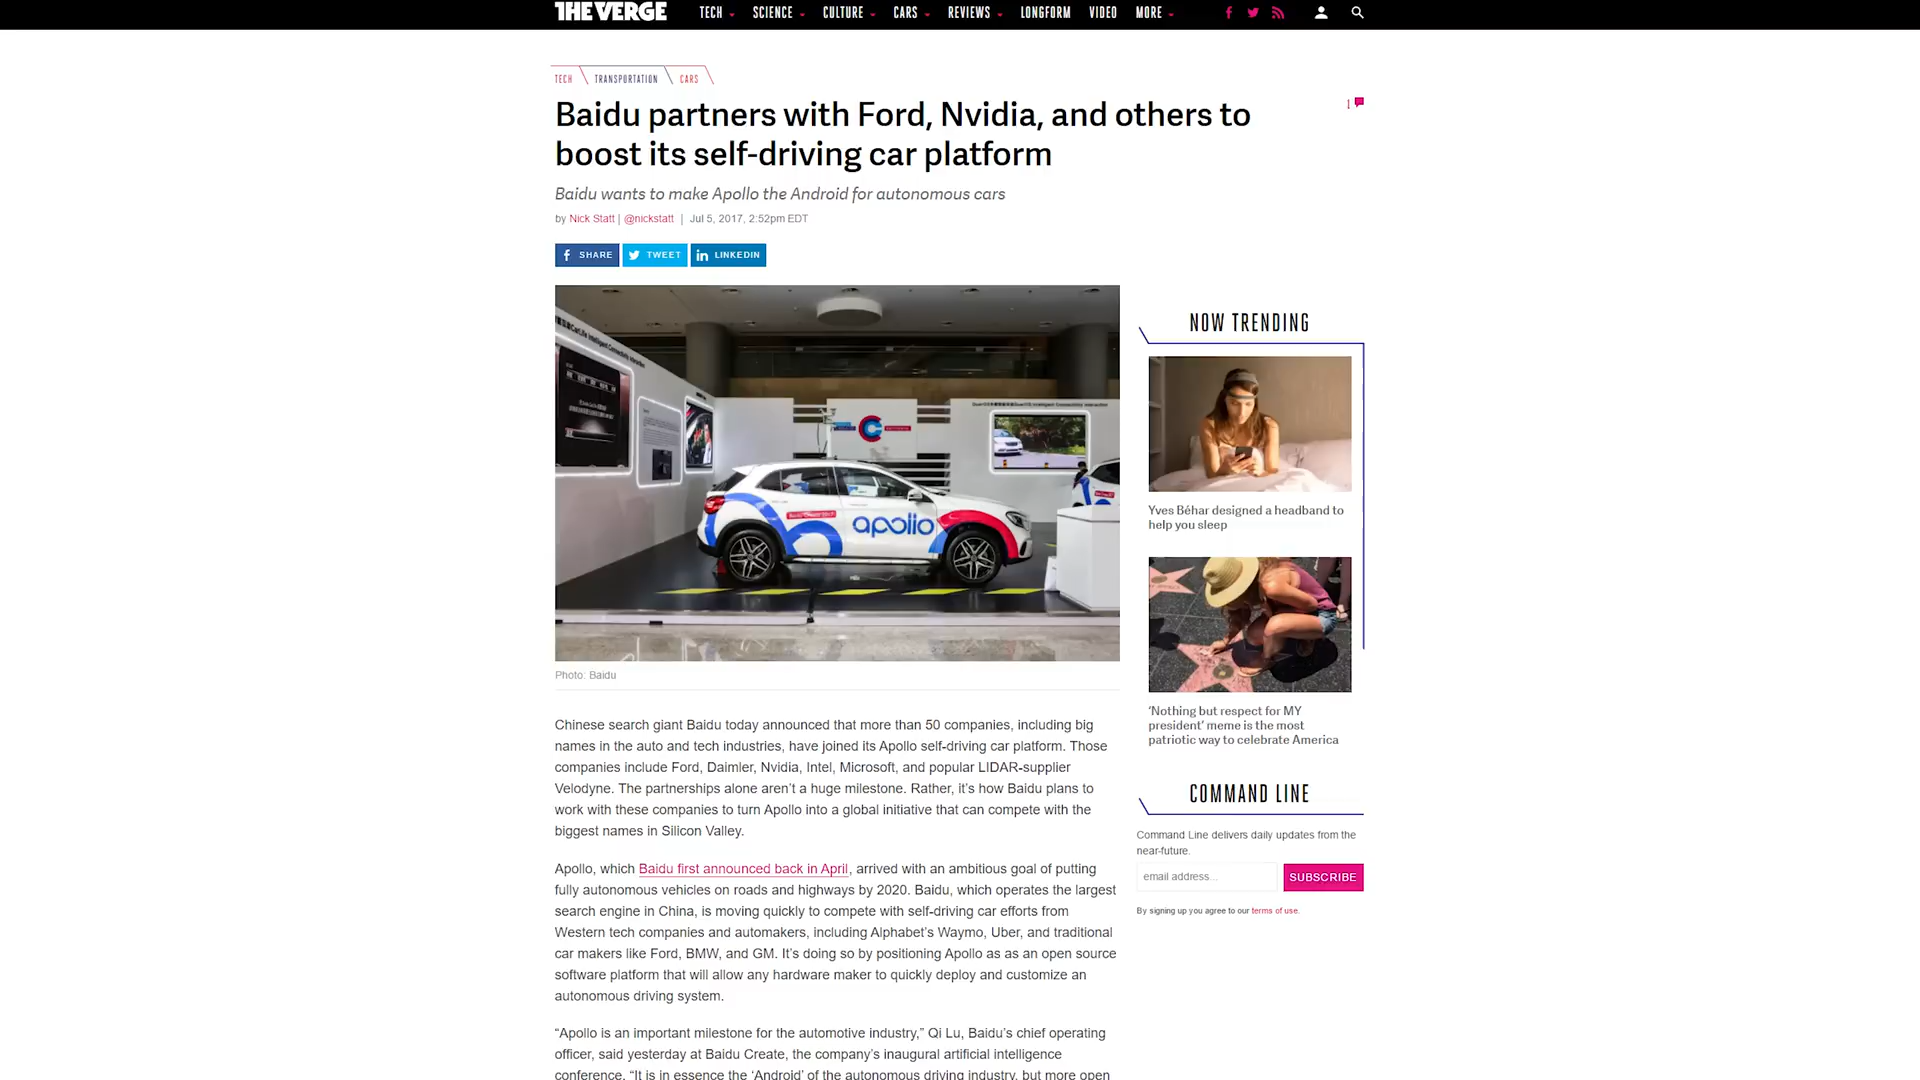 THE VERGE
TECH SCIENCE CULTURE CARS REVIEWS LONGFORM VIDEO MORE
TECH TRANSPORTATION CARS
Baidu partners with Ford, Nvidia, and others to
boost its self-driving car platform
1
Baidu wants to make Apollo the Android for autonomous cars
by Nick Statt | @nickstatt | Jul 5, 2017, 2:52pm EDT
SHARE TWEET LINKEDIN
apollo
Photo: Baidu
Chinese search giant Baidu today announced that more than 50 companies, including big
names in the auto and tech industries, have joined its Apollo self-driving car platform. Those
companies include Ford, Daimler, Nvidia, Intel, Microsoft, and popular LIDAR-supplier
Velodyne. The partnerships alone aren’t a huge milestone. Rather, it’s how Baidu plans to
work with these companies to turn Apollo into a global initiative that can compete with the
biggest names in Silicon Valley.
Apollo, which Baidu first announced back in April, arrived with an ambitious goal of putting
fully autonomous vehicles on roads and highways by 2020. Baidu, which operates the largest
search engine in China, is moving quickly to compete with self-driving car efforts from
Western tech companies and automakers, including Alphabet’s Waymo, Uber, and traditional
car makers like Ford, BMW, and GM. It’s doing so by positioning Apollo as as an open source
software platform that will allow any hardware maker to quickly deploy and customize an
autonomous driving system.
“Apollo is an important milestone for the automotive industry,” Qi Lu, Baidu’s chief operating
officer, said yesterday at Baidu Create, the company’s inaugural artificial intelligence
conference. “It is in essence the ‘Android’ of the autonomous driving industry, but more open
NOW TRENDING
Yves Béhar designed a headband to
help you sleep
‘Nothing but respect for MY
president’ meme is the most
patriotic way to celebrate America
COMMAND LINE
Command Line delivers daily updates from the
near-future.
email address...
SUBSCRIBE
By signing up you agree to our terms of use.